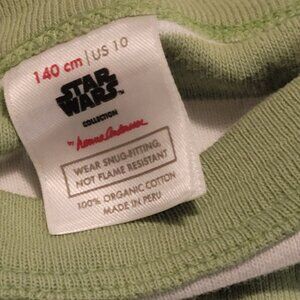 140 cm | US 10
STAR
WARS
COLLECTION
by hanna Andersson
WEAR SNUG-FITTING,
NOT FLAME RESISTANT
100% ORGANIC COTTON
MADE IN PERU